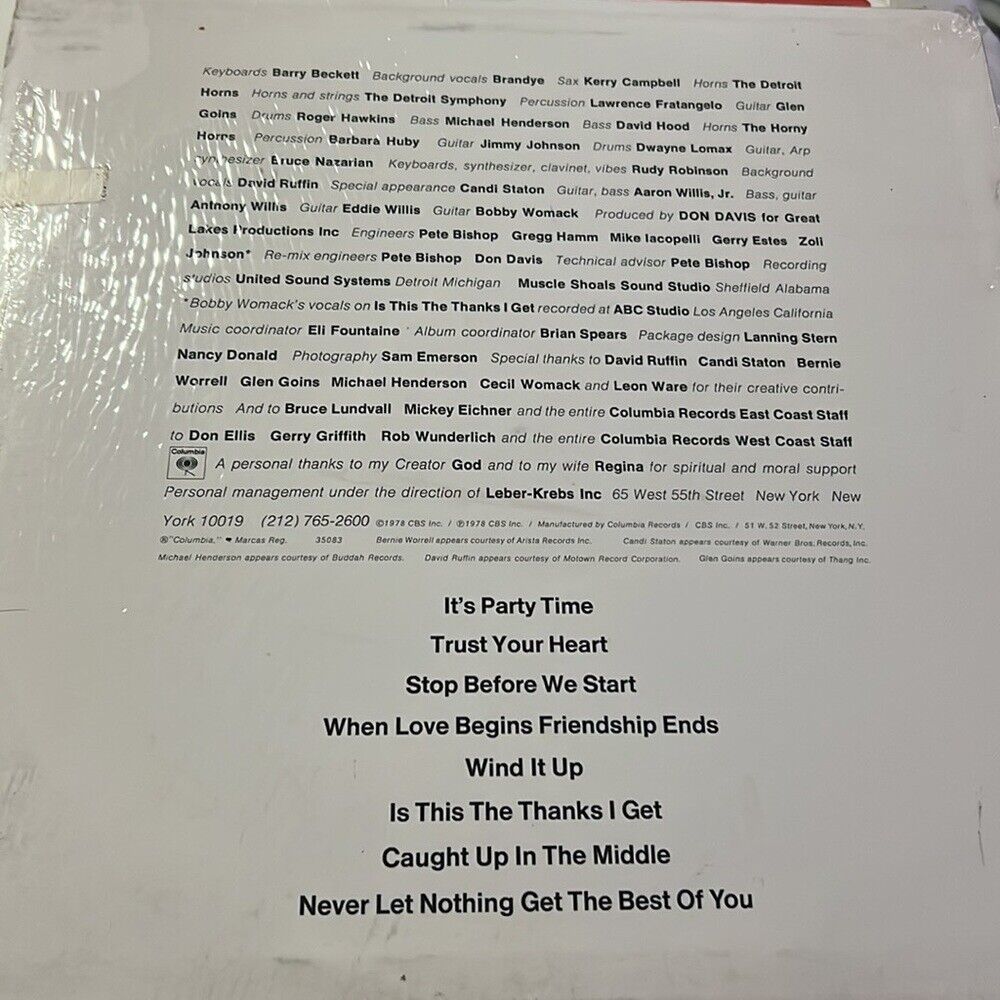 Keyboards Barry Beckett Background vocals Brandye Sax Kerry Campbell Horns The Detroit
Horns Horns and strings The Detroit Symphony Percussion Lawrence Fratangelo Guitar Glen
Goins Drums Roger Hawkins Bass Michael Henderson Bass David Hood Horns The Horny
Horns Percussion Barbara Huby Guitar Jimmy Johnson Drums Dwayne Lomax Guitar, Arp
synthesizer Bruce Nazarian Keyboards, synthesizer, clavinet, vibes Rudy Robinson Background
vocals David Ruffin Special appearance Candi Staton Guitar, bass Aaron Willis, Jr. Bass, guitar
Anthony Willis Guitar Eddie Willis Guitar Bobby Womack Produced by DON DAVIS for Great
Lakes Productions Inc Engineers Pete Bishop Gregg Hamm Mike Iacopelli Gerry Estes Zoli
Johnson* Re-mix engineers Pete Bishop Don Davis Technical advisor Pete Bishop Recording
studios United Sound Systems Detroit Michigan Muscle Shoals Sound Studio Sheffield Alabama
*Bobby Womack's vocals on Is This The Thanks I Get recorded at ABC Studio Los Angeles California
Music coordinator Eli Fountaine Album coordinator Brian Spears Package design Lanning Stern
Nancy Donald Photography Sam Emerson Special thanks to David Ruffin Candi Staton Bernie
Worrell Glen Goins Michael Henderson Cecil Womack and Leon Ware for their creative contri-
butions And to Bruce Lundvall Mickey Eichner and the entire Columbia Records East Coast Staff
to Don Ellis Gerry Griffith Rob Wunderlich and the entire Columbia Records West Coast Staff
Columbia
A personal thanks to my Creator God and to my wife Regina for spiritual and moral support
Personal management under the direction of Leber-Krebs Inc 65 West 55th Street New York New
York 10019 (212) 765-2600 ©1978 CBS Inc. / ℗1978 CBS Inc. / Manufactured by Columbia Records / CBS Inc. / 51 W. 52 Street, New York, N.Y.
®"Columbia," Marcas Reg. 35083 Bernie Worrell appears courtesy of Arista Records Inc. Candi Staton appears courtesy of Warner Bros. Records, Inc.
Michael Henderson appears courtesy of Buddah Records. David Ruffin appears courtesy of Motown Record Corporation. Glen Goins appears courtesy of Thang Inc.
It's Party Time
Trust Your Heart
Stop Before We Start
When Love Begins Friendship Ends
Wind It Up
Is This The Thanks I Get
Caught Up In The Middle
Never Let Nothing Get The Best Of You